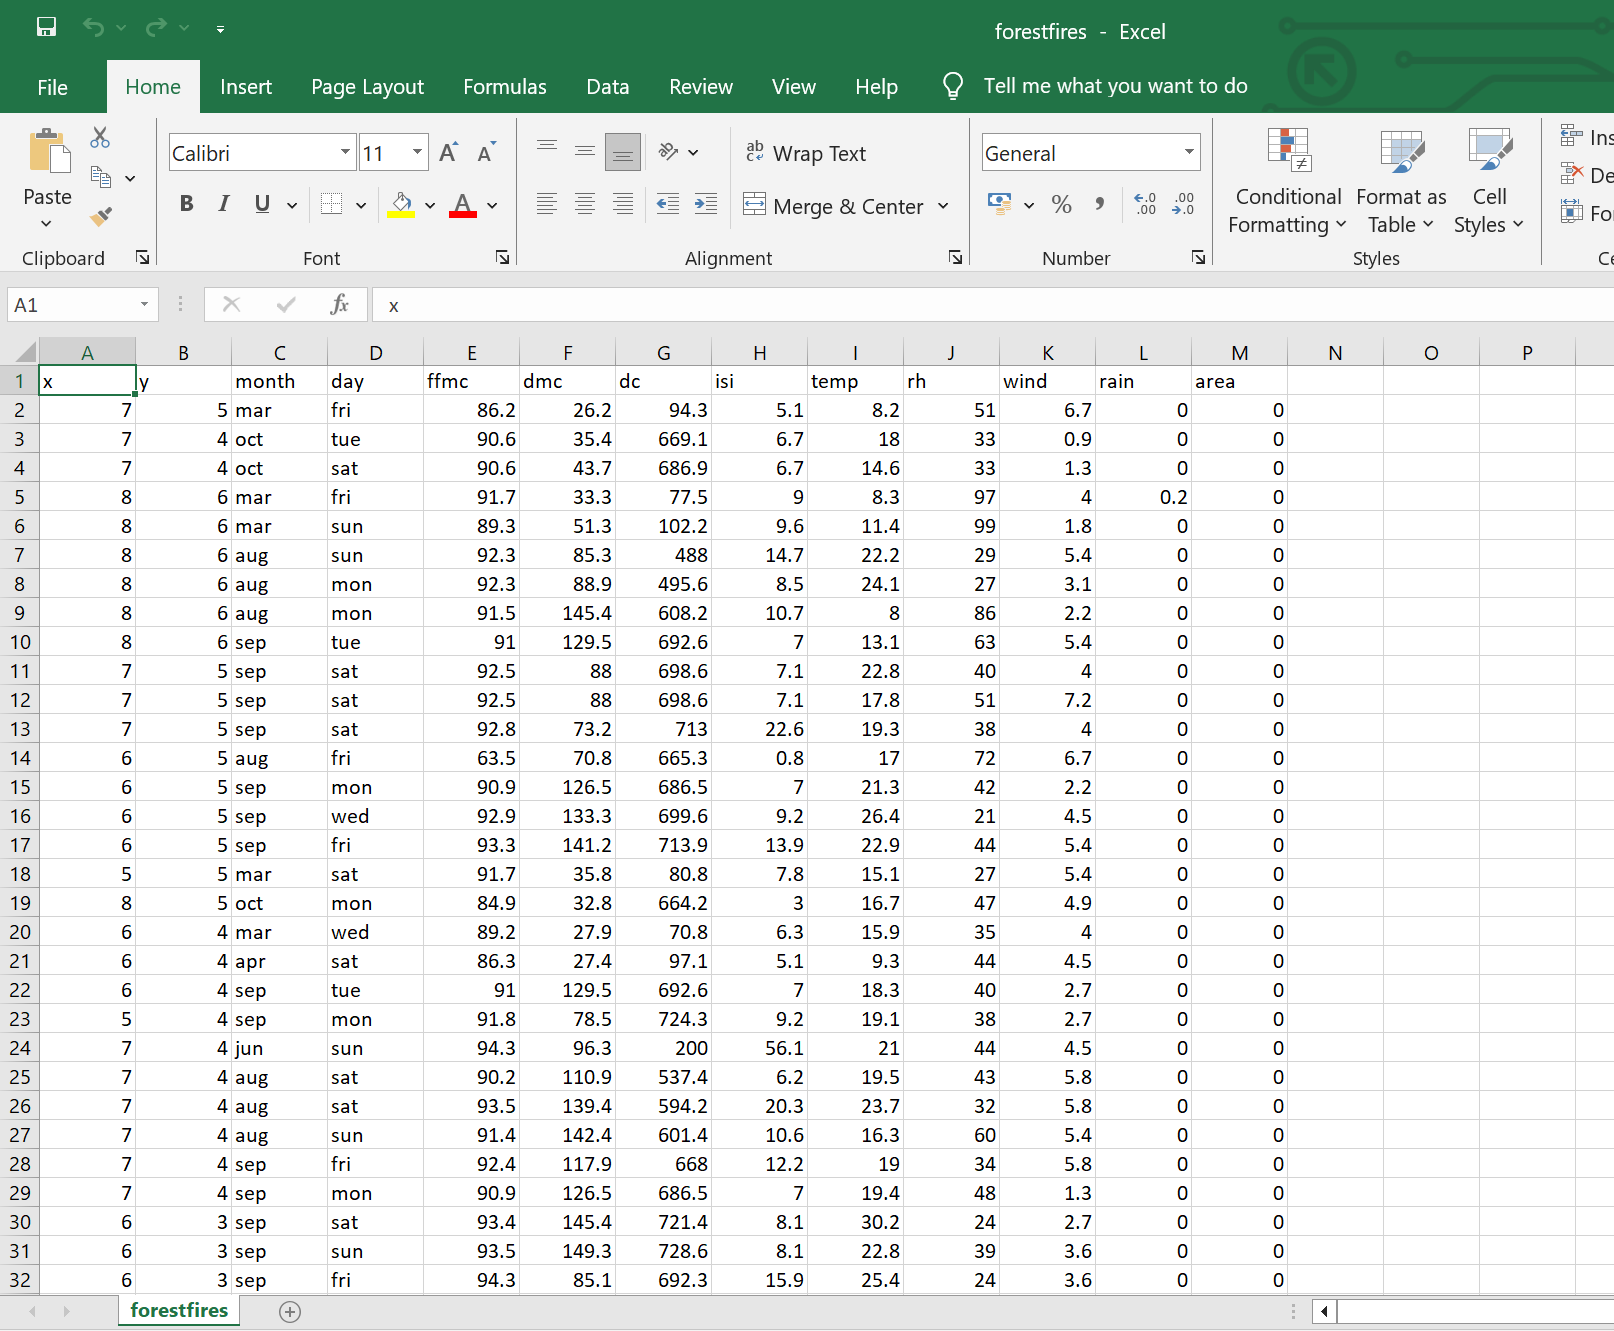 forestfires - Excel
File Home Insert Page Layout Formulas Data Review View Help Tell me what you want to do
Paste
Clipboard
Calibri 11 A A
B I U A
Font
ab Wrap Text
Merge & Center
Alignment
General
% , .0 .00 .00 .0
Number
Conditional Formatting
Format as Table
Cell Styles
Styles
A1 fx x
A B C D E F G H I J K L M N O P
1 x y month day ffmc dmc dc isi temp rh wind rain area
2 7 5 mar fri 86.2 26.2 94.3 5.1 8.2 51 6.7 0 0
3 7 4 oct tue 90.6 35.4 669.1 6.7 18 33 0.9 0 0
4 7 4 oct sat 90.6 43.7 686.9 6.7 14.6 33 1.3 0 0
5 8 6 mar fri 91.7 33.3 77.5 9 8.3 97 4 0.2 0
6 8 6 mar sun 89.3 51.3 102.2 9.6 11.4 99 1.8 0 0
7 8 6 aug sun 92.3 85.3 488 14.7 22.2 29 5.4 0 0
8 8 6 aug mon 92.3 88.9 495.6 8.5 24.1 27 3.1 0 0
9 8 6 aug mon 91.5 145.4 608.2 10.7 8 86 2.2 0 0
10 8 6 sep tue 91 129.5 692.6 7 13.1 63 5.4 0 0
11 7 5 sep sat 92.5 88 698.6 7.1 22.8 40 4 0 0
12 7 5 sep sat 92.5 88 698.6 7.1 17.8 51 7.2 0 0
13 7 5 sep sat 92.8 73.2 713 22.6 19.3 38 4 0 0
14 6 5 aug fri 63.5 70.8 665.3 0.8 17 72 6.7 0 0
15 6 5 sep mon 90.9 126.5 686.5 7 21.3 42 2.2 0 0
16 6 5 sep wed 92.9 133.3 699.6 9.2 26.4 21 4.5 0 0
17 6 5 sep fri 93.3 141.2 713.9 13.9 22.9 44 5.4 0 0
18 5 5 mar sat 91.7 35.8 80.8 7.8 15.1 27 5.4 0 0
19 8 5 oct mon 84.9 32.8 664.2 3 16.7 47 4.9 0 0
20 6 4 mar wed 89.2 27.9 70.8 6.3 15.9 35 4 0 0
21 6 4 apr sat 86.3 27.4 97.1 5.1 9.3 44 4.5 0 0
22 6 4 sep tue 91 129.5 692.6 7 18.3 40 2.7 0 0
23 5 4 sep mon 91.8 78.5 724.3 9.2 19.1 38 2.7 0 0
24 7 4 jun sun 94.3 96.3 200 56.1 21 44 4.5 0 0
25 7 4 aug sat 90.2 110.9 537.4 6.2 19.5 43 5.8 0 0
26 7 4 aug sat 93.5 139.4 594.2 20.3 23.7 32 5.8 0 0
27 7 4 aug sun 91.4 142.4 601.4 10.6 16.3 60 5.4 0 0
28 7 4 sep fri 92.4 117.9 668 12.2 19 34 5.8 0 0
29 7 4 sep mon 90.9 126.5 686.5 7 19.4 48 1.3 0 0
30 6 3 sep sat 93.4 145.4 721.4 8.1 30.2 24 2.7 0 0
31 6 3 sep sun 93.5 149.3 728.6 8.1 22.8 39 3.6 0 0
32 6 3 sep fri 94.3 85.1 692.3 15.9 25.4 24 3.6 0 0
forestfires